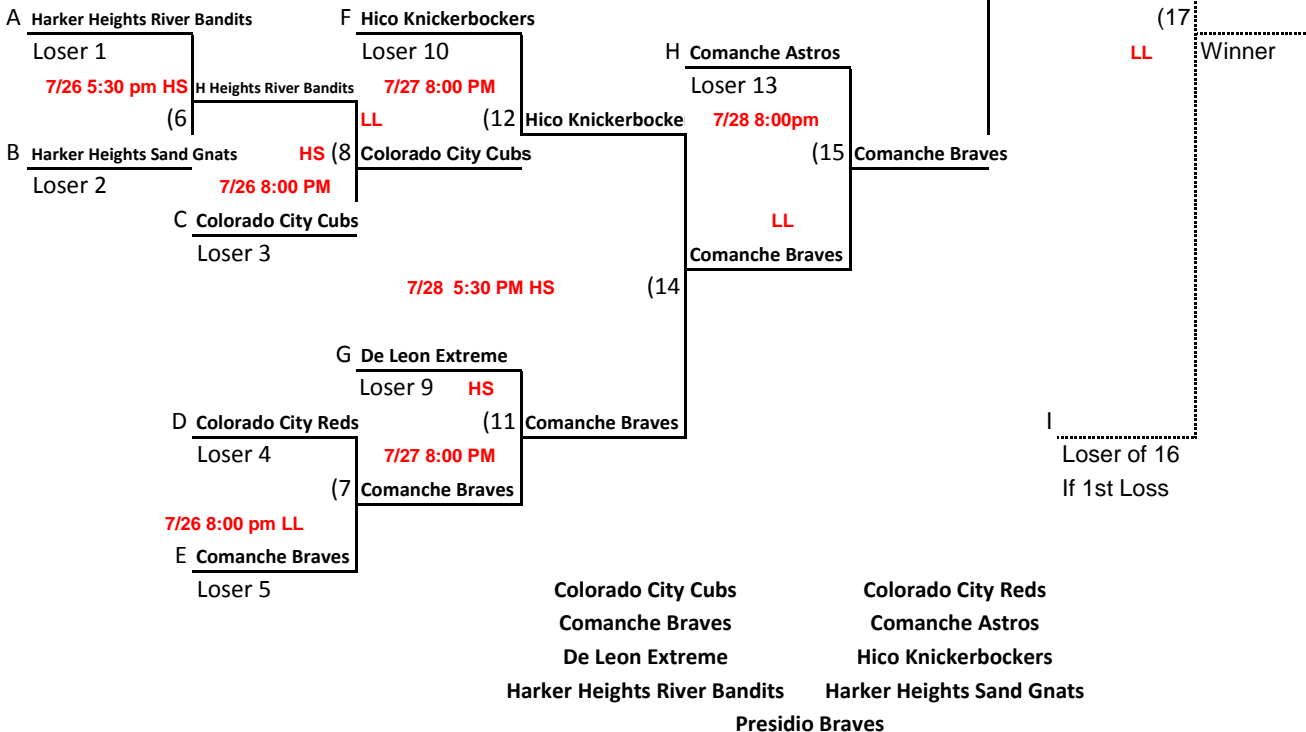 A Harker Heights River Bandits F Hico Knickerbockers (17
Loser 1 Loser 10 H Comanche Astros LL Winner
7/26 5:30 pm HS H Heights River Bandits 7/27 8:00 PM Loser 13
(6 LL (12 Hico Knickerbocke 7/28 8:00pm
B Harker Heights Sand Gnats HS (8 Colorado City Cubs (15 Comanche Braves
Loser 2 7/26 8:00 PM
C Colorado City Cubs LL
Loser 3 Comanche Braves
7/28 5:30 PM HS (14
G De Leon Extreme
Loser 9 HS
D Colorado City Reds (11 Comanche Braves I
Loser 4 7/27 8:00 PM Loser of 16
(7 Comanche Braves If 1st Loss
7/26 8:00 pm LL
E Comanche Braves
Loser 5 Colorado City Cubs Colorado City Reds
Comanche Braves Comanche Astros
De Leon Extreme Hico Knickerbockers
Harker Heights River Bandits Harker Heights Sand Gnats
Presidio Braves